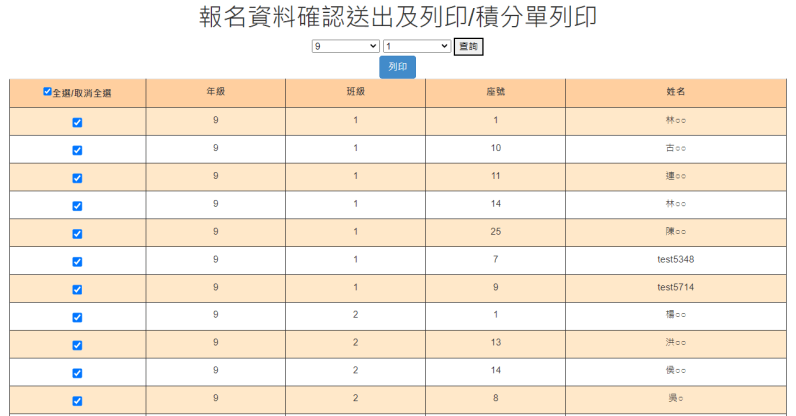 報名資料確認送出及列印/積分單列印
9 1 查詢
列印
全選/取消全選 年級 班級 座號 姓名
9 1 1 林○○
9 1 10 古○○
9 1 11 連○○
9 1 14 林○○
9 1 25 陳○○
9 1 7 test5348
9 1 9 test5714
9 2 1 楊○○
9 2 13 洪○○
9 2 14 侯○○
9 2 8 吳○